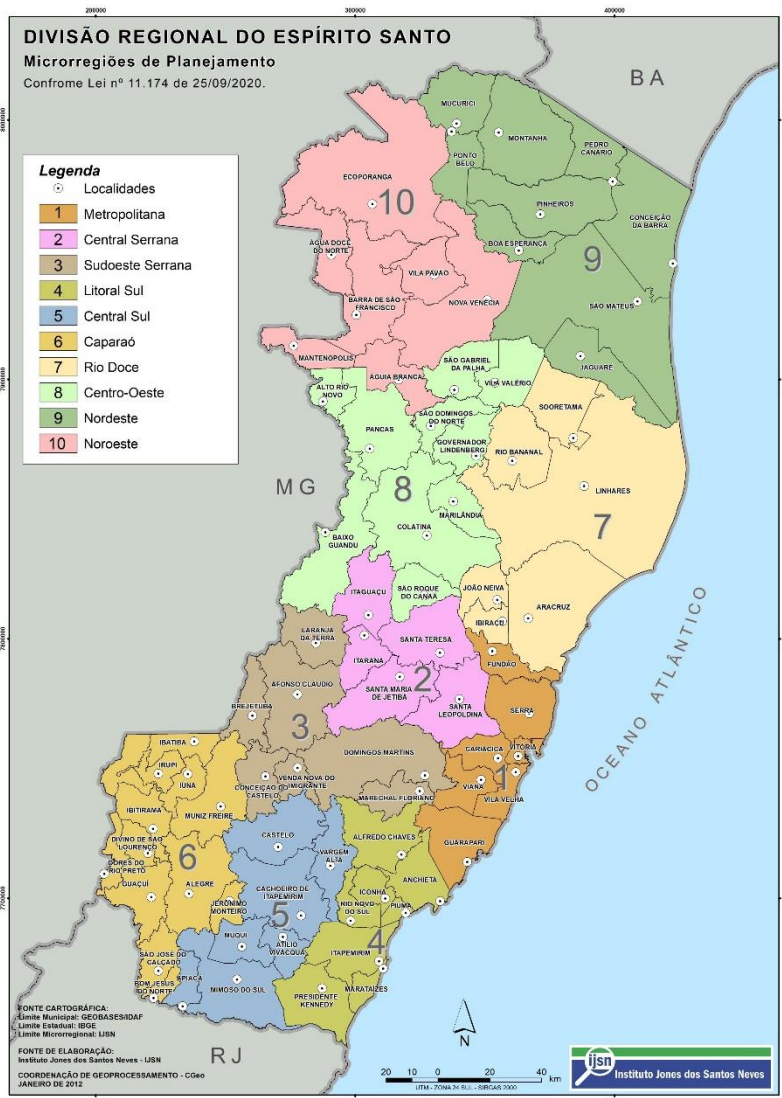 200000
300000
400000
DIVISÃO REGIONAL DO ESPÍRITO SANTO
Microrregiões de Planejamento
Confrome Lei nº 11.174 de 25/09/2020.
BA
Legenda
Localidades
1 Metropolitana
2 Central Serrana
3 Sudoeste Serrana
4 Litoral Sul
5 Central Sul
6 Caparaó
7 Rio Doce
8 Centro-Oeste
9 Nordeste
10 Noroeste
MUCURICI
MONTANHA
PEDRO
CANÁRIO
PONTO
BELO
ECOPORANGA
10
PINHEIROS
CONCEIÇÃO
DA BARRA
ÁGUA DOCE
DO NORTE
BOA ESPERANÇA
9
VILA PAVÃO
BARRA DE SÃO
FRANCISCO
NOVA VENÉCIA
SÃO MATEUS
MANTENÓPOLIS
ÁGUIA BRANCA
SÃO GABRIEL
DA PALHA
JAGUARÉ
VILA VALÉRIO
ALTO RIO
NOVO
SÃO DOMINGOS
DO NORTE
SOORETAMA
PANCAS
GOVERNADOR
LINDENBERG
RIO BANANAL
MG
8
LINHARES
MARILÂNDIA
COLATINA
7
BAIXO
GUANDU
ITAGUAÇU
SÃO ROQUE
DO CANAÃ
JOÃO NEIVA
ARACRUZ
IBIRAÇU
LARANJA
DA TERRA
SANTA TERESA
ITARANA
FUNDÃO
2
AFONSO CLÁUDIO
SANTA MARIA
DE JETIBÁ
SANTA
LEOPOLDINA
BREJETUBA
SERRA
3
OCEANO ATLÂNTICO
IBATIBA
DOMINGOS MARTINS
CARIACICA
VITÓRIA
IRUPI
IÚNA
VENDA NOVA DO
IMIGRANTE
CONCEIÇÃO DO
CASTELO
VIANA
1
MARECHAL FLORIANO
VILA VELHA
IBITIRAMA
MUNIZ FREIRE
DIVINO DE SÃO
LOURENÇO
CASTELO
ALFREDO CHAVES
GUARAPARI
DORES DO
RIO PRETO
6
VARGEM
ALTA
GUAÇUÍ
ALEGRE
CACHOEIRO DE
ITAPEMIRIM
ANCHIETA
JERÔNIMO
MONTEIRO
ICONHA
RIO NOVO
DO SUL
PIÚMA
5
MUQUI
ATÍLIO
VIVACQUA
4
SÃO JOSÉ DO
CALÇADO
ITAPEMIRIM
BOM JESUS
DO NORTE
APIACÁ
MIMOSO DO SUL
MARATAÍZES
PRESIDENTE
KENNEDY
FONTE CARTOGRÁFICA:
Limite Municipal: GEOBASES/IDAF
Limite Estadual: IBGE
Limite Microrregional: IJSN
FONTE DE ELABORAÇÃO:
Instituto Jones dos Santos Neves - IJSN
COORDENAÇÃO DE GEOPROCESSAMENTO - CGeo
JANEIRO DE 2012
RJ
N
20 10 0 20 40 km
UTM - ZONA 24 SUL - SIRGAS 2000
ijsn
Instituto Jones dos Santos Neves